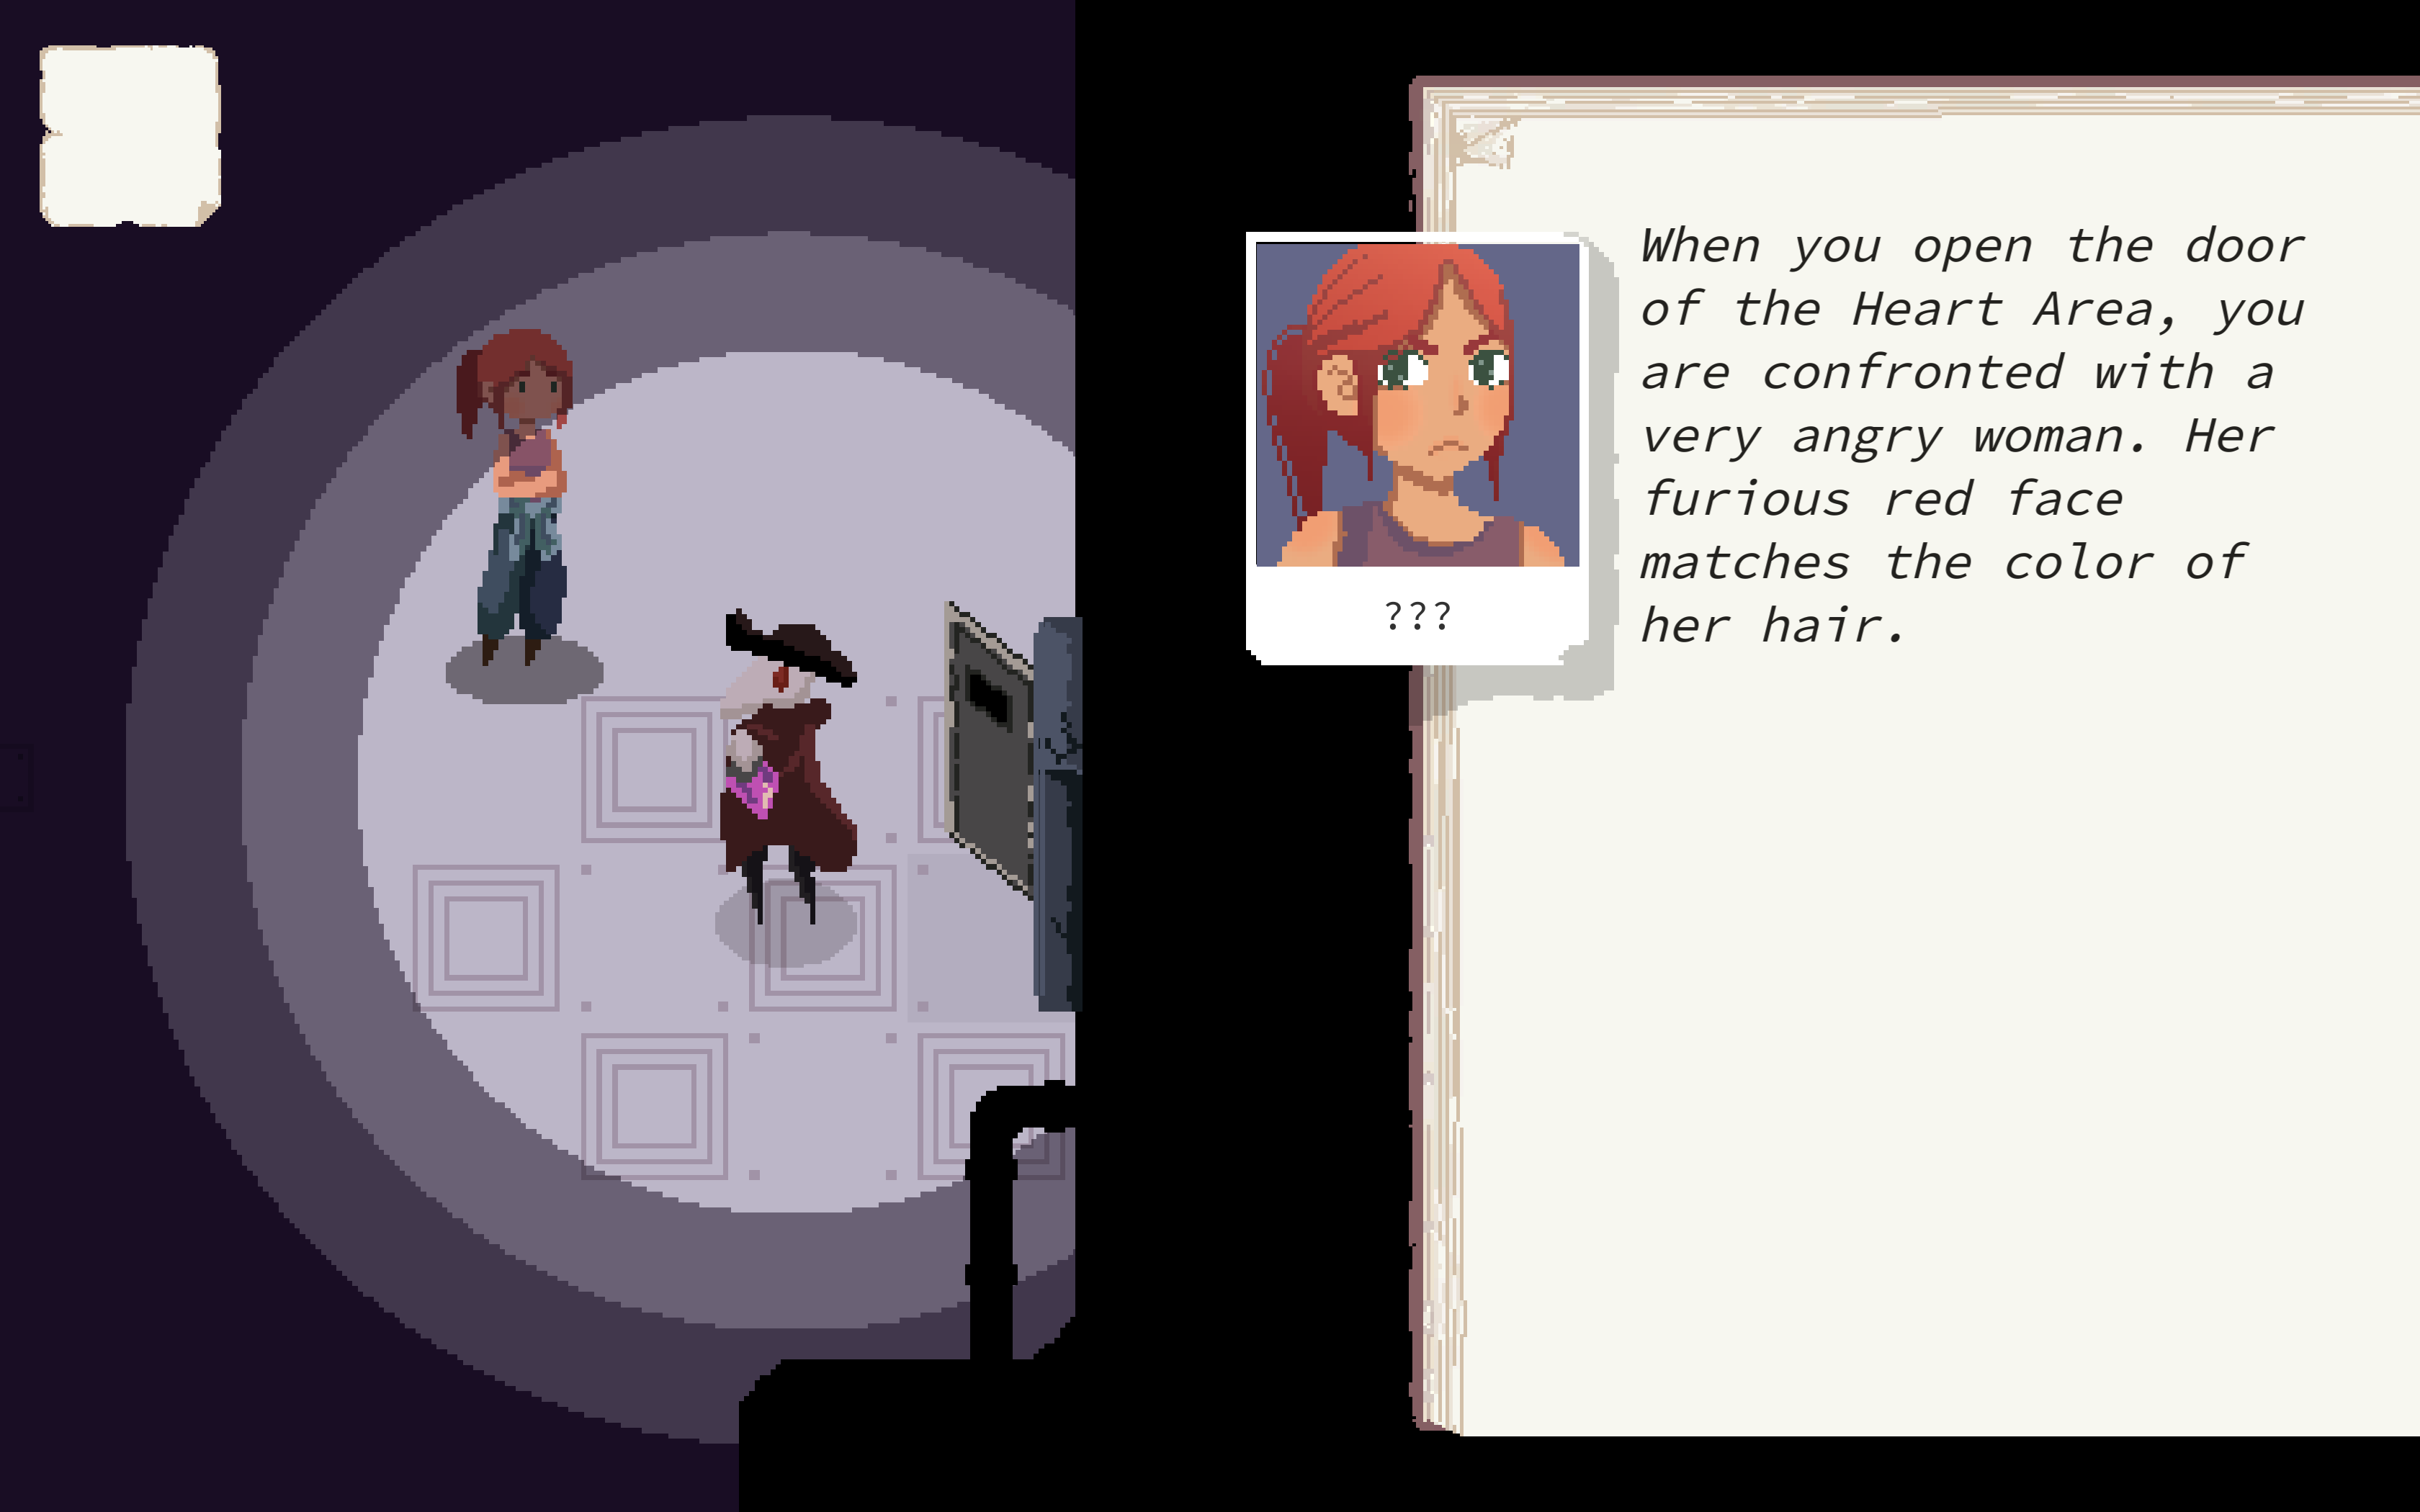 When you open the door
of the Heart Area, you
are confronted with a
very angry woman. Her
furious red face
matches the color of
her hair.
???